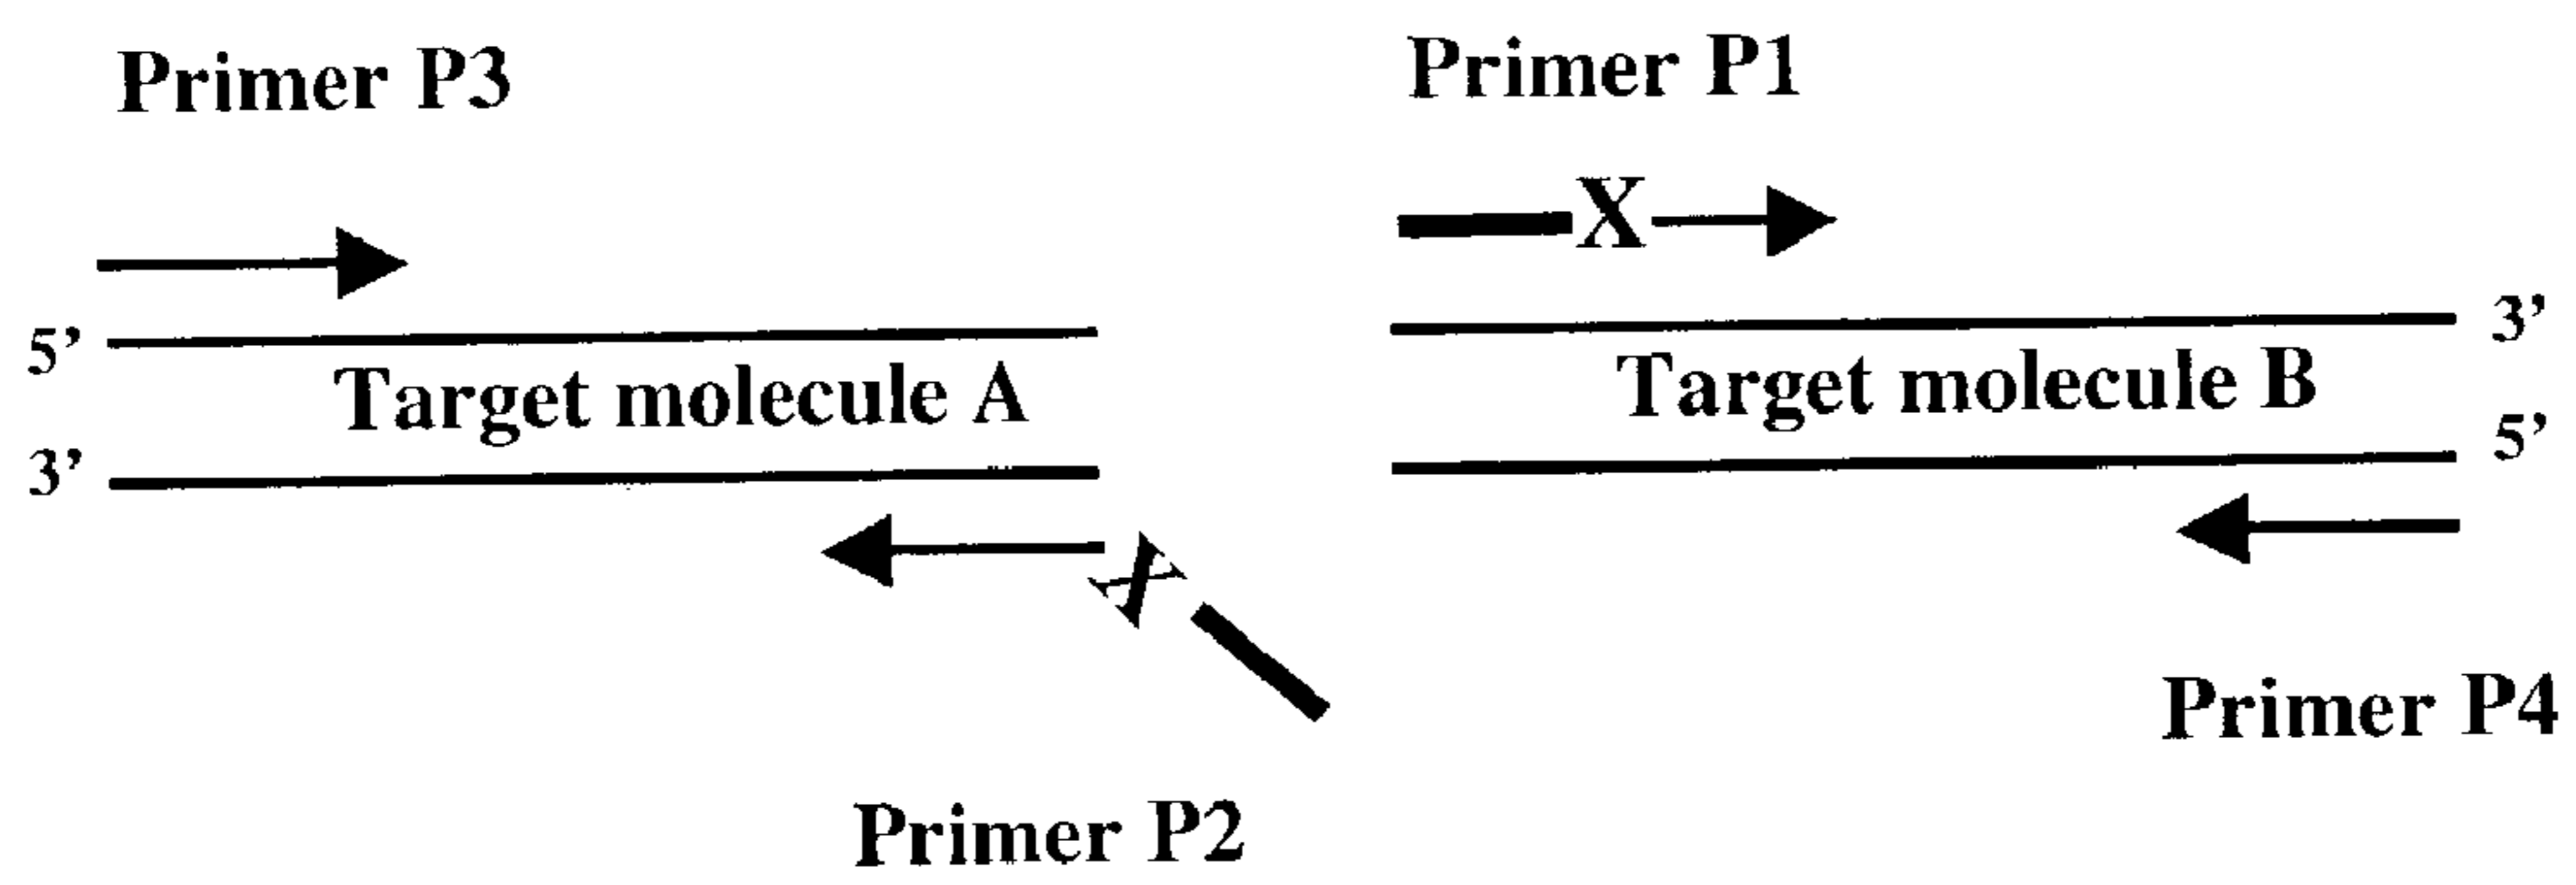 Primer P3
Primer P1
X
5’
3’
Target molecule A
Target molecule B
3’
5’
X
Primer P4
Primer P2